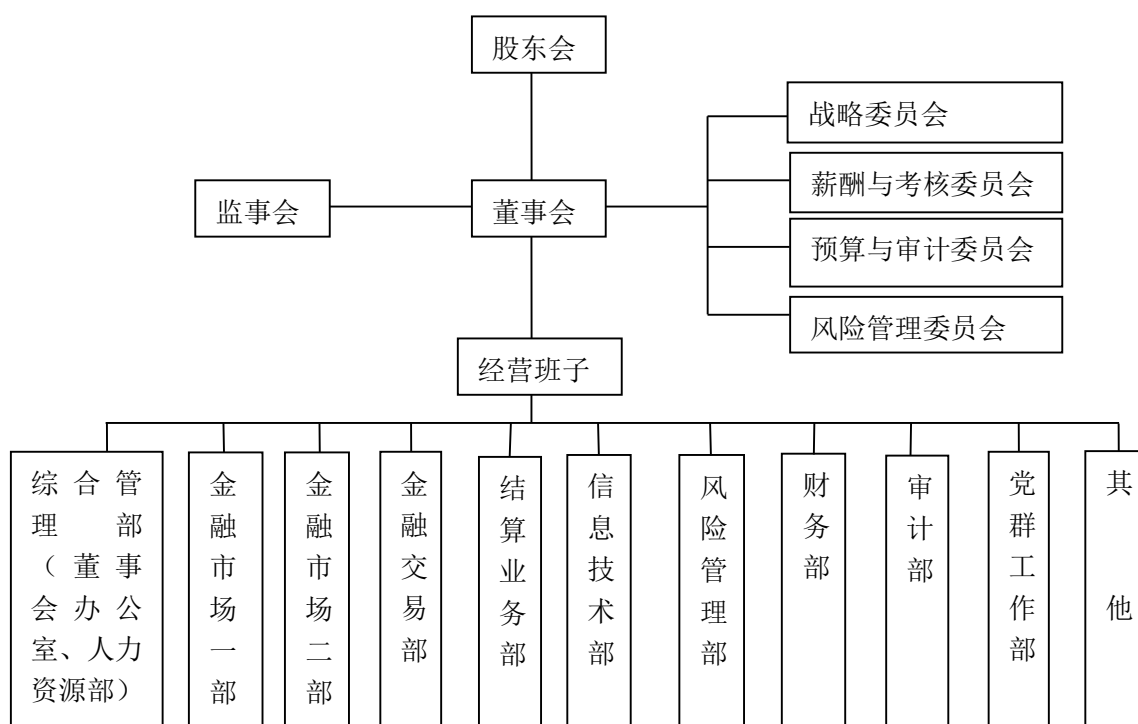 股东会
战略委员会
薪酬与考核委员会
监事会
董事会
预算与审计委员会
风险管理委员会
经营班子
综合管
理部
（董事
会办公
室、人力
资源部）
金融市场一部
金融市场二部
金融交易部
结算业务部
信息技术部
风险管理部
财务部
审计部
党群工作部
其他